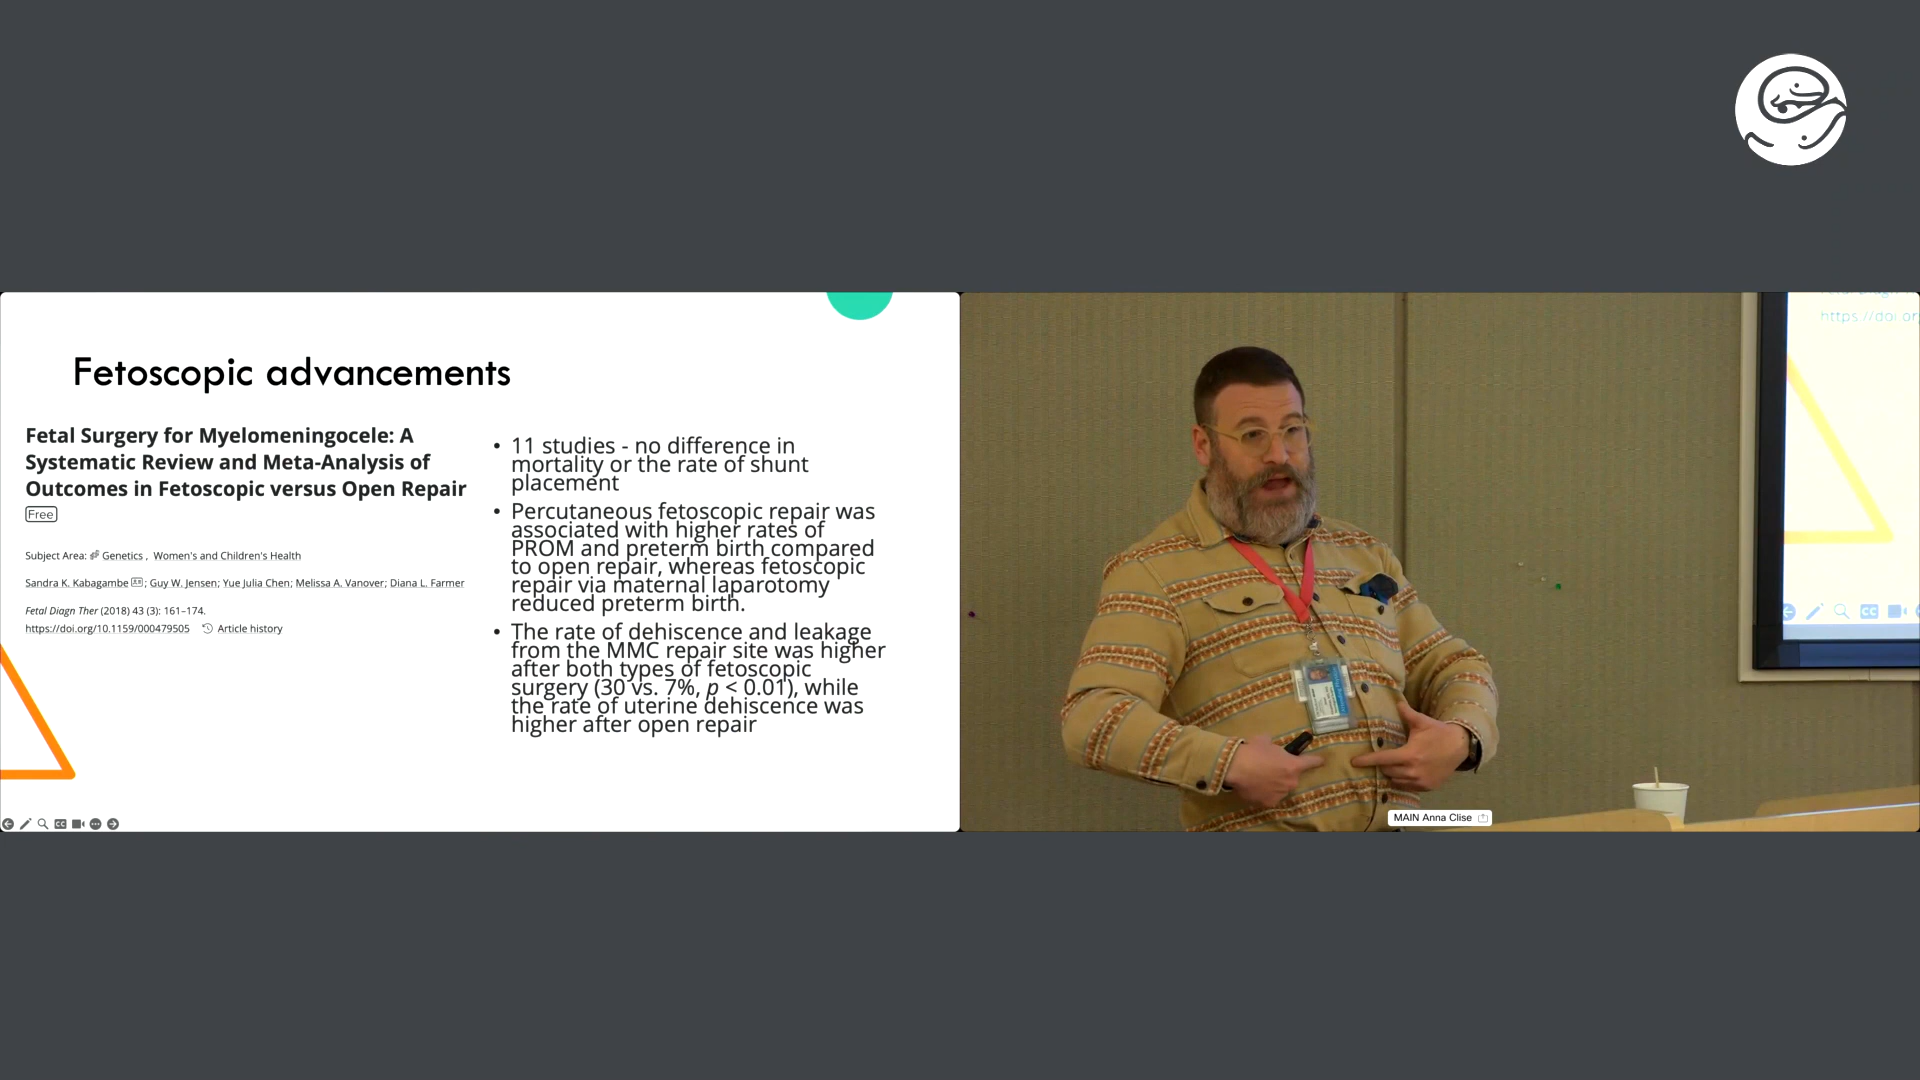 Fetoscopic advancements
Fetal Surgery for Myelomeningocele: A
Systematic Review and Meta-Analysis of
Outcomes in Fetoscopic versus Open Repair
Free
Subject Area: Genetics , Women's and Children's Health
Sandra K. Kabagambe ; Guy W. Jensen; Yue Julia Chen; Melissa A. Vanover; Diana L. Farmer
Fetal Diagn Ther (2018) 43 (3): 161–174.
https://doi.org/10.1159/000479505 Article history
• 11 studies - no difference in
mortality or the rate of shunt
placement
• Percutaneous fetoscopic repair was
associated with higher rates of
PROM and preterm birth compared
to open repair, whereas fetoscopic
repair via maternal laparotomy
reduced preterm birth.
• The rate of dehiscence and leakage
from the MMC repair site was higher
after both types of fetoscopic
surgery (30 vs. 7%, p < 0.01), while
the rate of uterine dehiscence was
higher after open repair
CC
https://doi.or
CC
MAIN Anna Clise